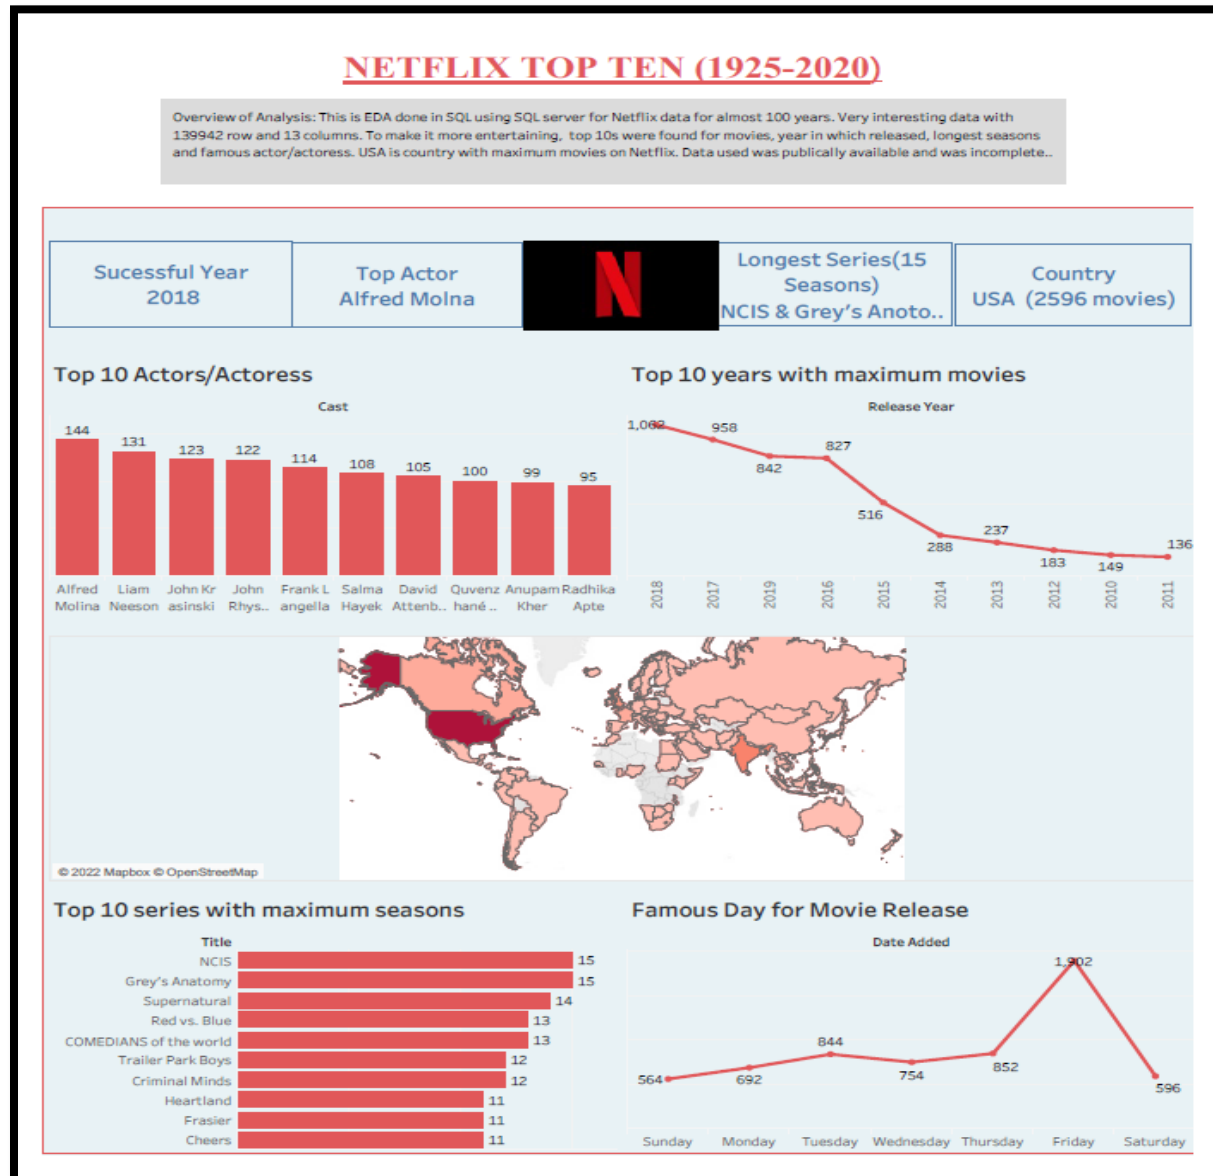 NETFLIX TOP TEN (1925-2020)
Overview of Analysis: This is EDA done in SQL using SQL server for Netflix data for almost 100 years. Very interesting data with
139942 row and 13 columns. To make it more entertaining, top 10s were found for movies, year in which released, longest seasons
and famous actor/actoress. USA is country with maximum movies on Netflix. Data used was publically available and was incomplete..
Sucessful Year
2018
Top Actor
Alfred Molna
N
Longest Series(15
Seasons)
NCIS & Grey's Anoto..
Country
USA (2596 movies)
Top 10 Actors/Actoress
Cast
144 131 123 122 114 108 105 100 99 95
Alfred Liam John Kr John Frank L Salma David Quvenz Anupam Radhika
Molina Neeson asinski Rhys.. angella Hayek Attenb.. hané .. Kher Apte
Top 10 years with maximum movies
Release Year
1,062 958 842 827 516 288 237 183 149 136
2018 2017 2019 2016 2015 2014 2013 2012 2010 2011
© 2022 Mapbox © OpenStreetMap
Top 10 series with maximum seasons
Title
NCIS 15
Grey's Anatomy 15
Supernatural 14
Red vs. Blue 13
COMEDIANS of the world 13
Trailer Park Boys 12
Criminal Minds 12
Heartland 11
Frasier 11
Cheers 11
Famous Day for Movie Release
Date Added
564 692 844 754 852 1,902 596
Sunday Monday Tuesday Wednesday Thursday Friday Saturday